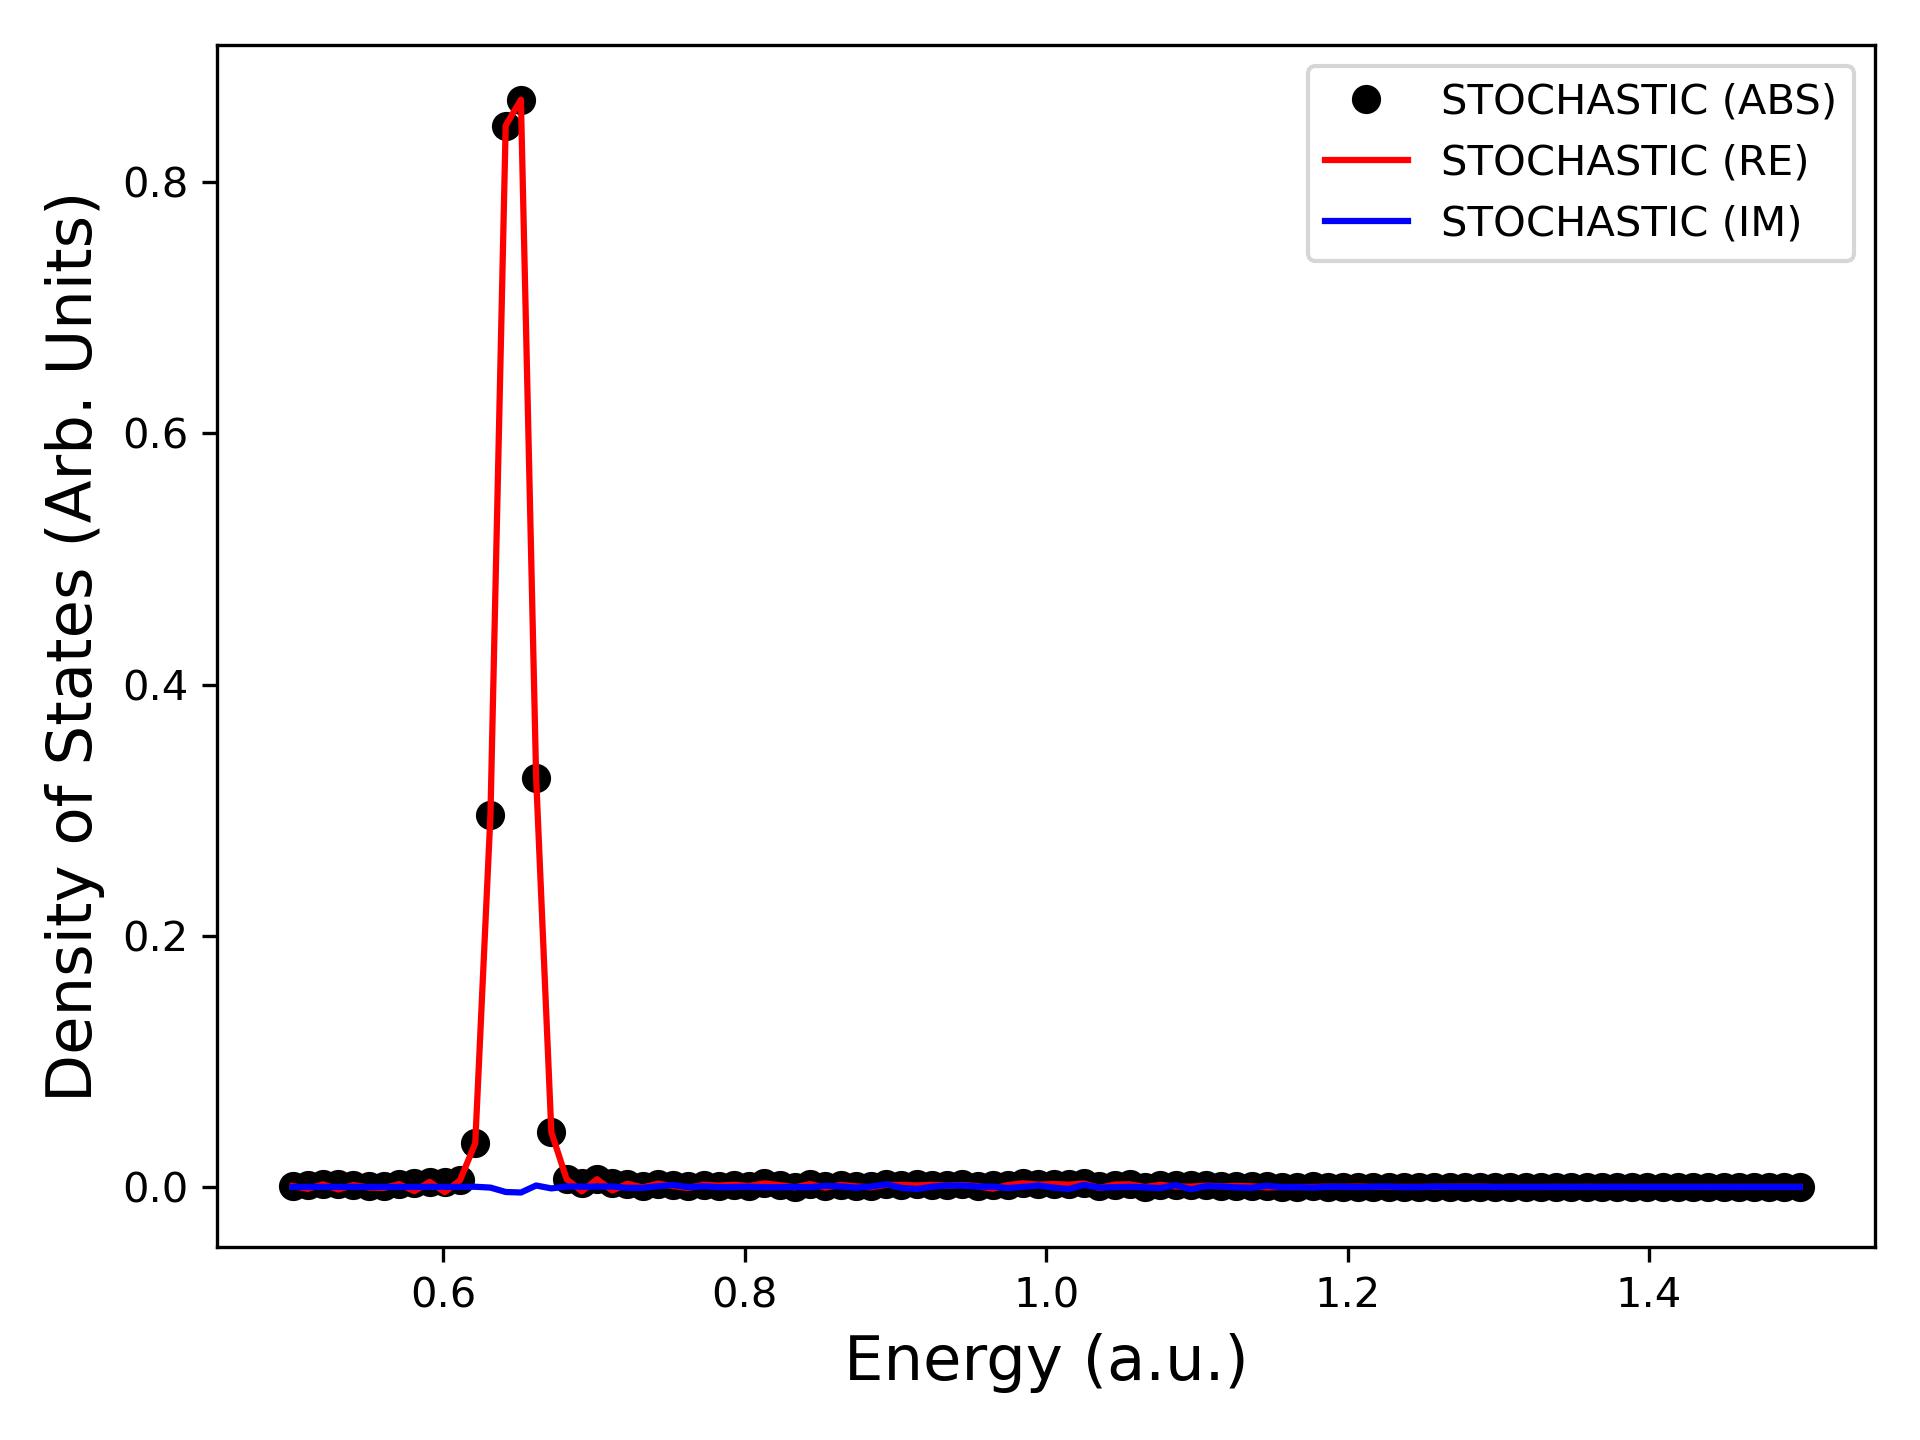 STOCHASTIC (ABS)
STOCHASTIC (RE)
STOCHASTIC (IM)
Density of States (Arb. Units)
0.8
0.6
0.4
0.2
0.0
0.6 0.8 1.0 1.2 1.4
Energy (a.u.)